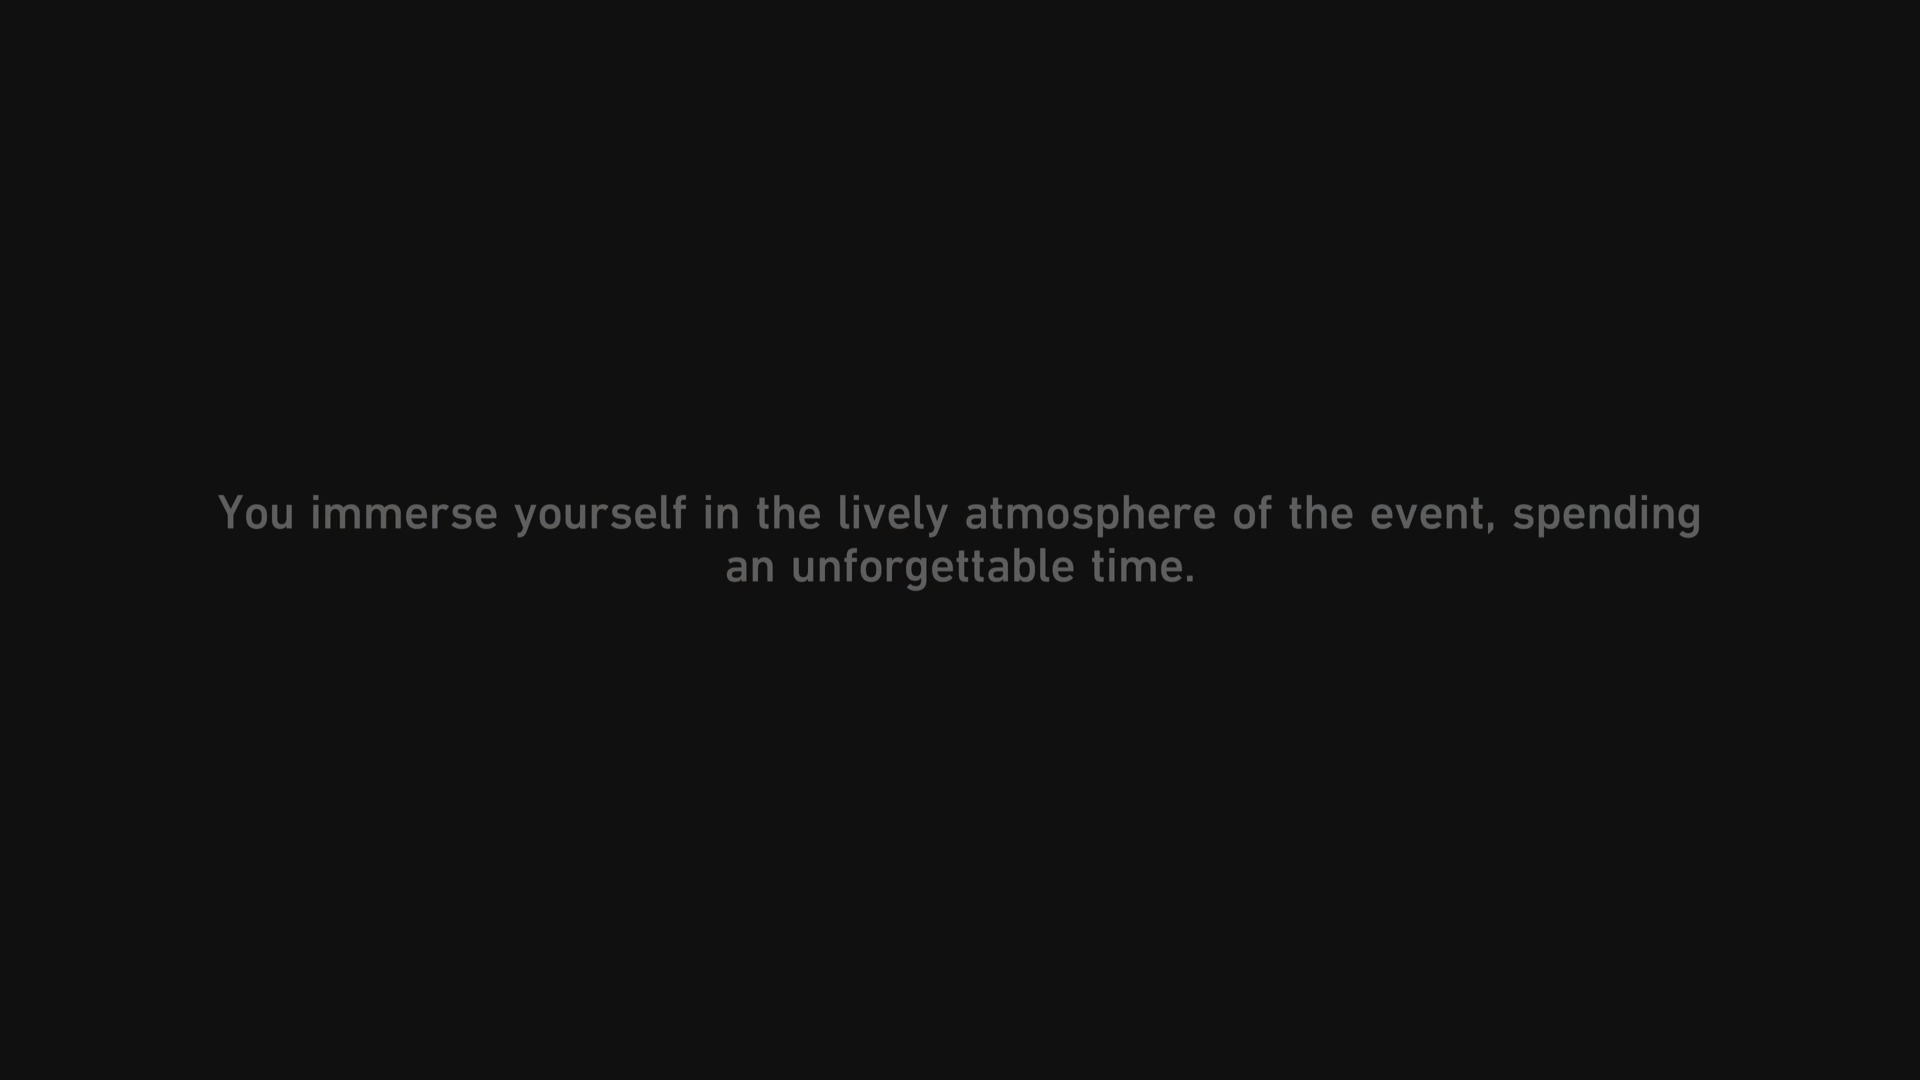 You immerse yourself in the lively atmosphere of the event, spending
an unforgettable time.